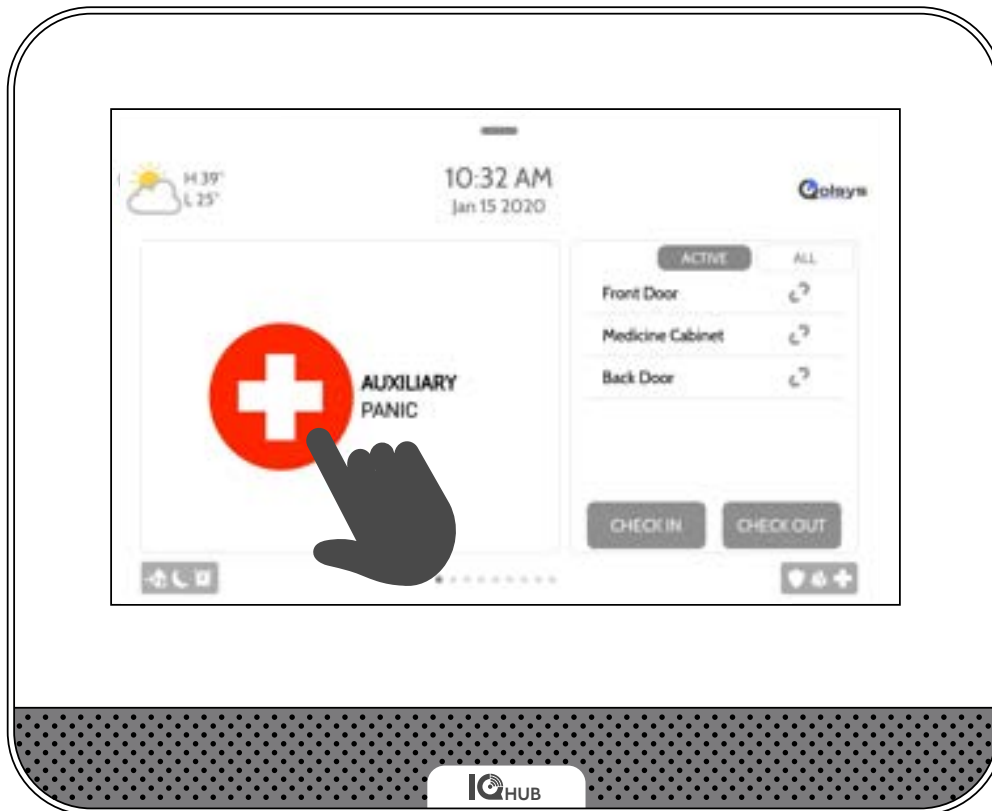 H 39°
L 25°
10:32 AM
Jan 15 2020
Qolsys
ACTIVE
ALL
Front Door
Medicine Cabinet
Back Door
AUXILIARY
PANIC
CHECK IN
CHECK OUT
IQ HUB